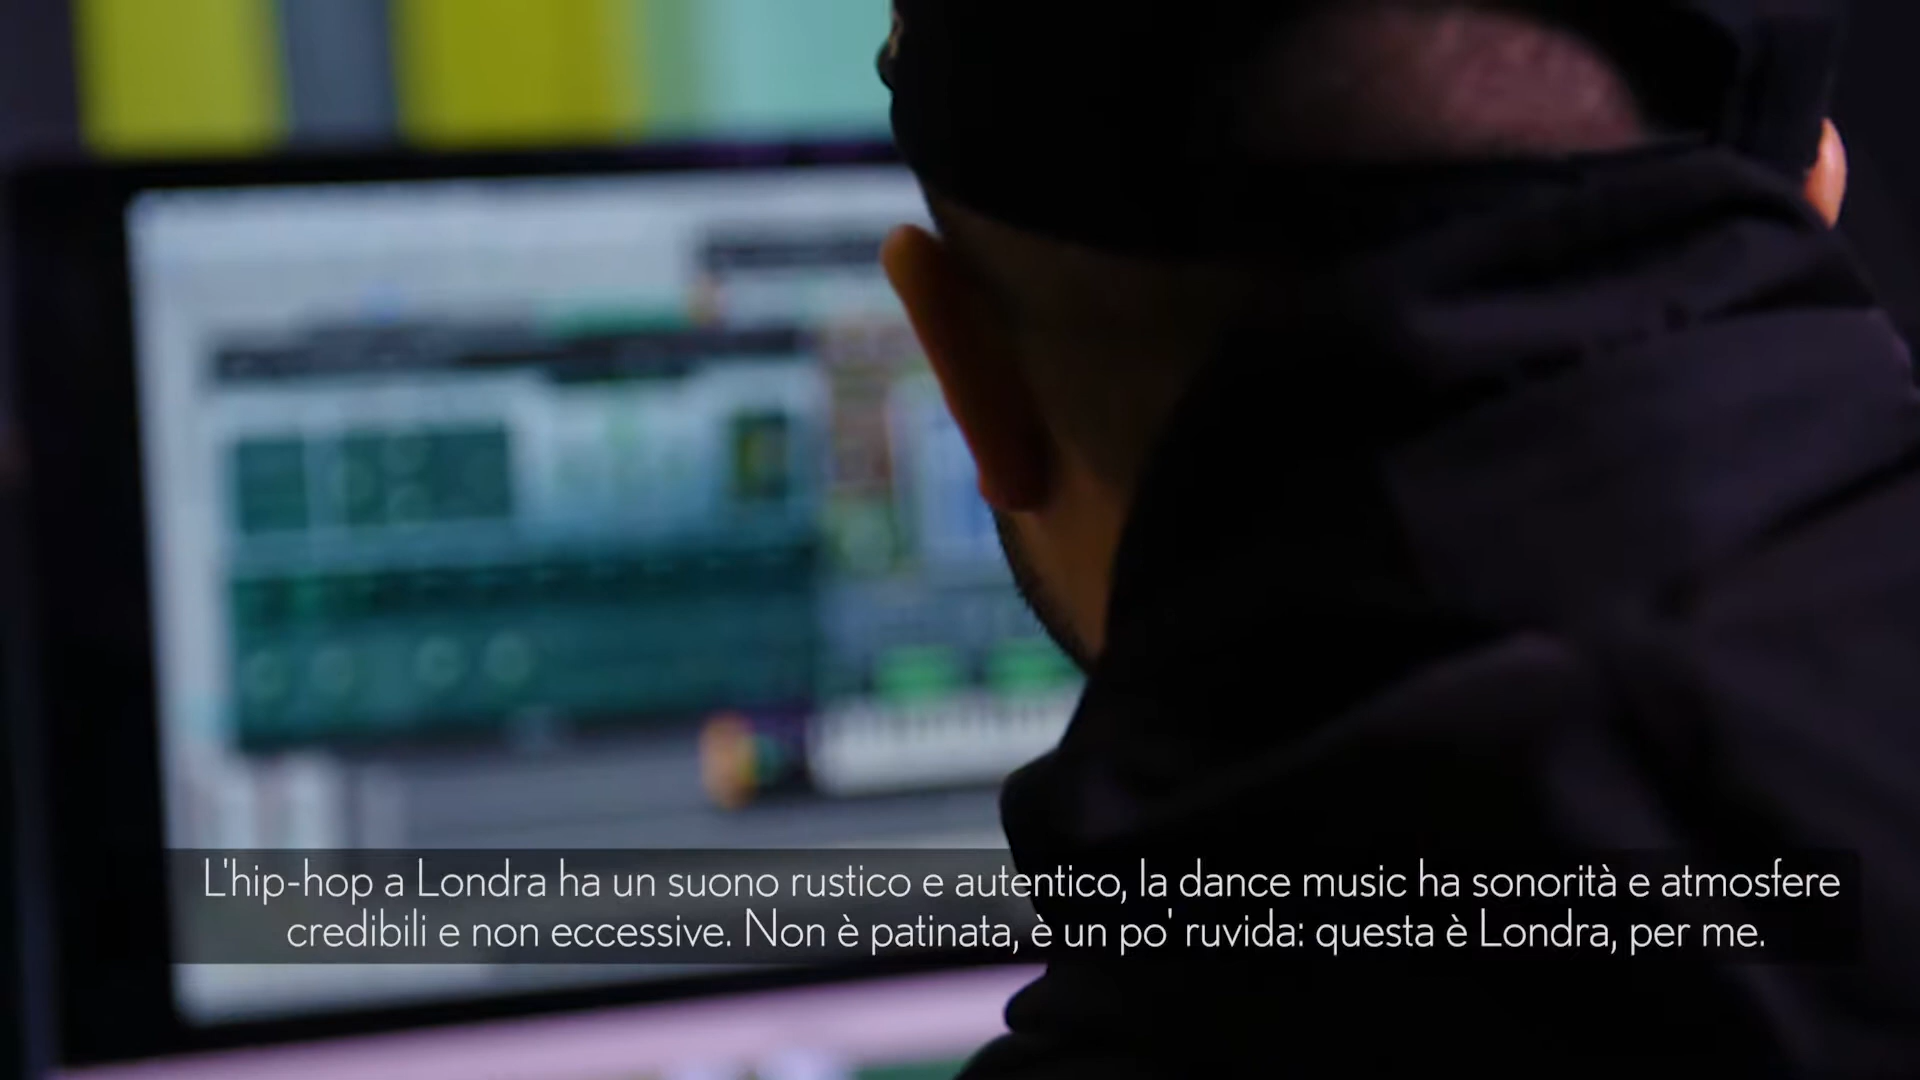 L'hip-hop a Londra ha un suono rustico e autentico, la dance music ha sonorità e atmosfere
credibili e non eccessive. Non è patinata, è un po' ruvida: questa è Londra, per me.